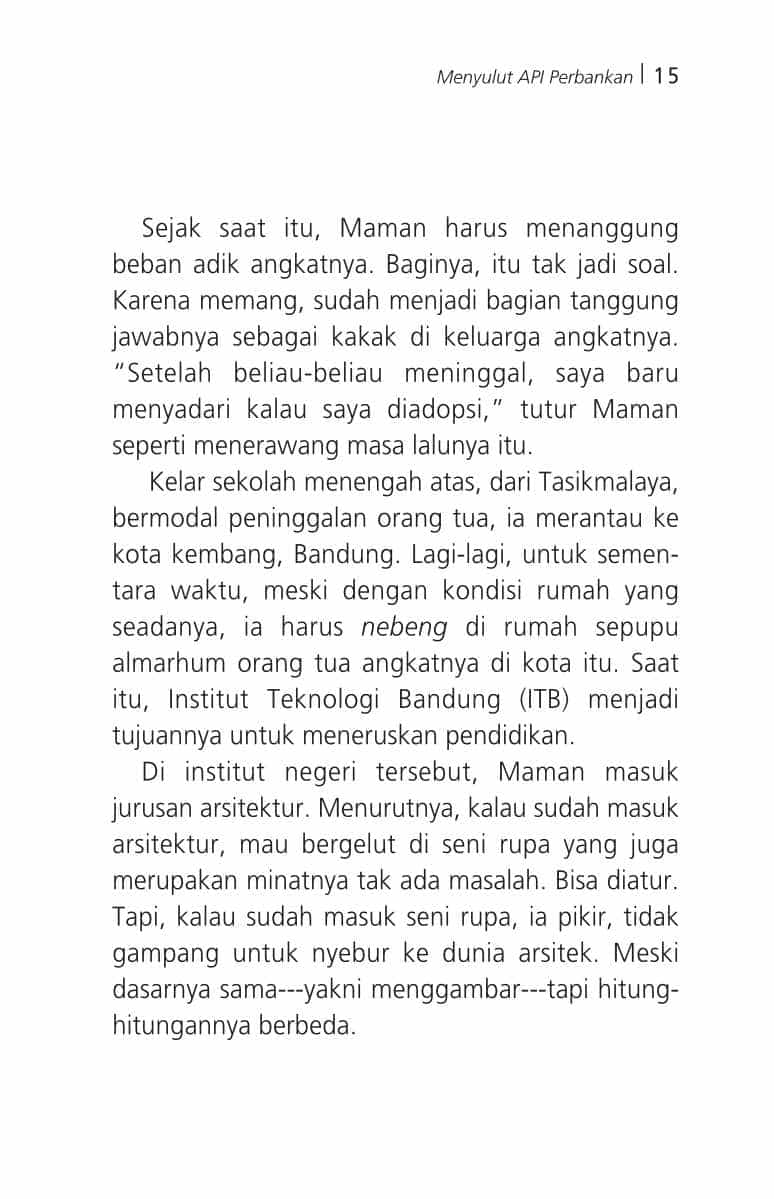 Menyulut API Perbankan | 15
Sejak saat itu, Maman harus menanggung
beban adik angkatnya. Baginya, itu tak jadi soal.
Karena memang, sudah menjadi bagian tanggung
jawabnya sebagai kakak di keluarga angkatnya.
“Setelah beliau-beliau meninggal, saya baru
menyadari kalau saya diadopsi,” tutur Maman
seperti menerawang masa lalunya itu.
Kelar sekolah menengah atas, dari Tasikmalaya,
bermodal peninggalan orang tua, ia merantau ke
kota kembang, Bandung. Lagi-lagi, untuk semen-
tara waktu, meski dengan kondisi rumah yang
seadanya, ia harus nebeng di rumah sepupu
almarhum orang tua angkatnya di kota itu. Saat
itu, Institut Teknologi Bandung (ITB) menjadi
tujuannya untuk meneruskan pendidikan.
Di institut negeri tersebut, Maman masuk
jurusan arsitektur. Menurutnya, kalau sudah masuk
arsitektur, mau bergelut di seni rupa yang juga
merupakan minatnya tak ada masalah. Bisa diatur.
Tapi, kalau sudah masuk seni rupa, ia pikir, tidak
gampang untuk nyebur ke dunia arsitek. Meski
dasarnya sama---yakni menggambar---tapi hitung-
hitungannya berbeda.